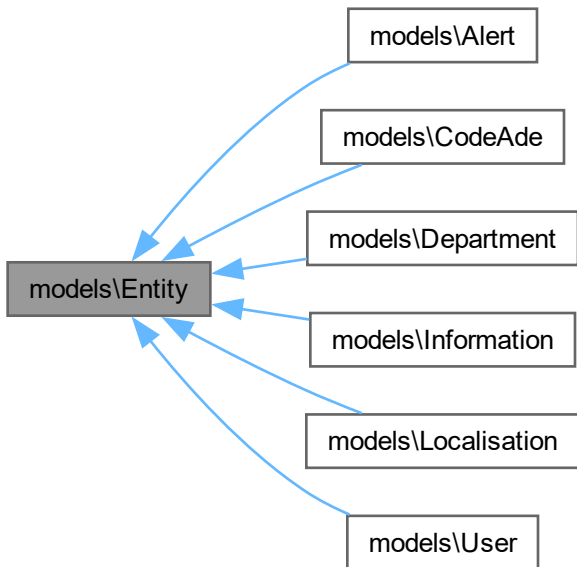 models\Alert
models\CodeAde
models\Department
models\Entity
models\Information
models\Localisation
models\User